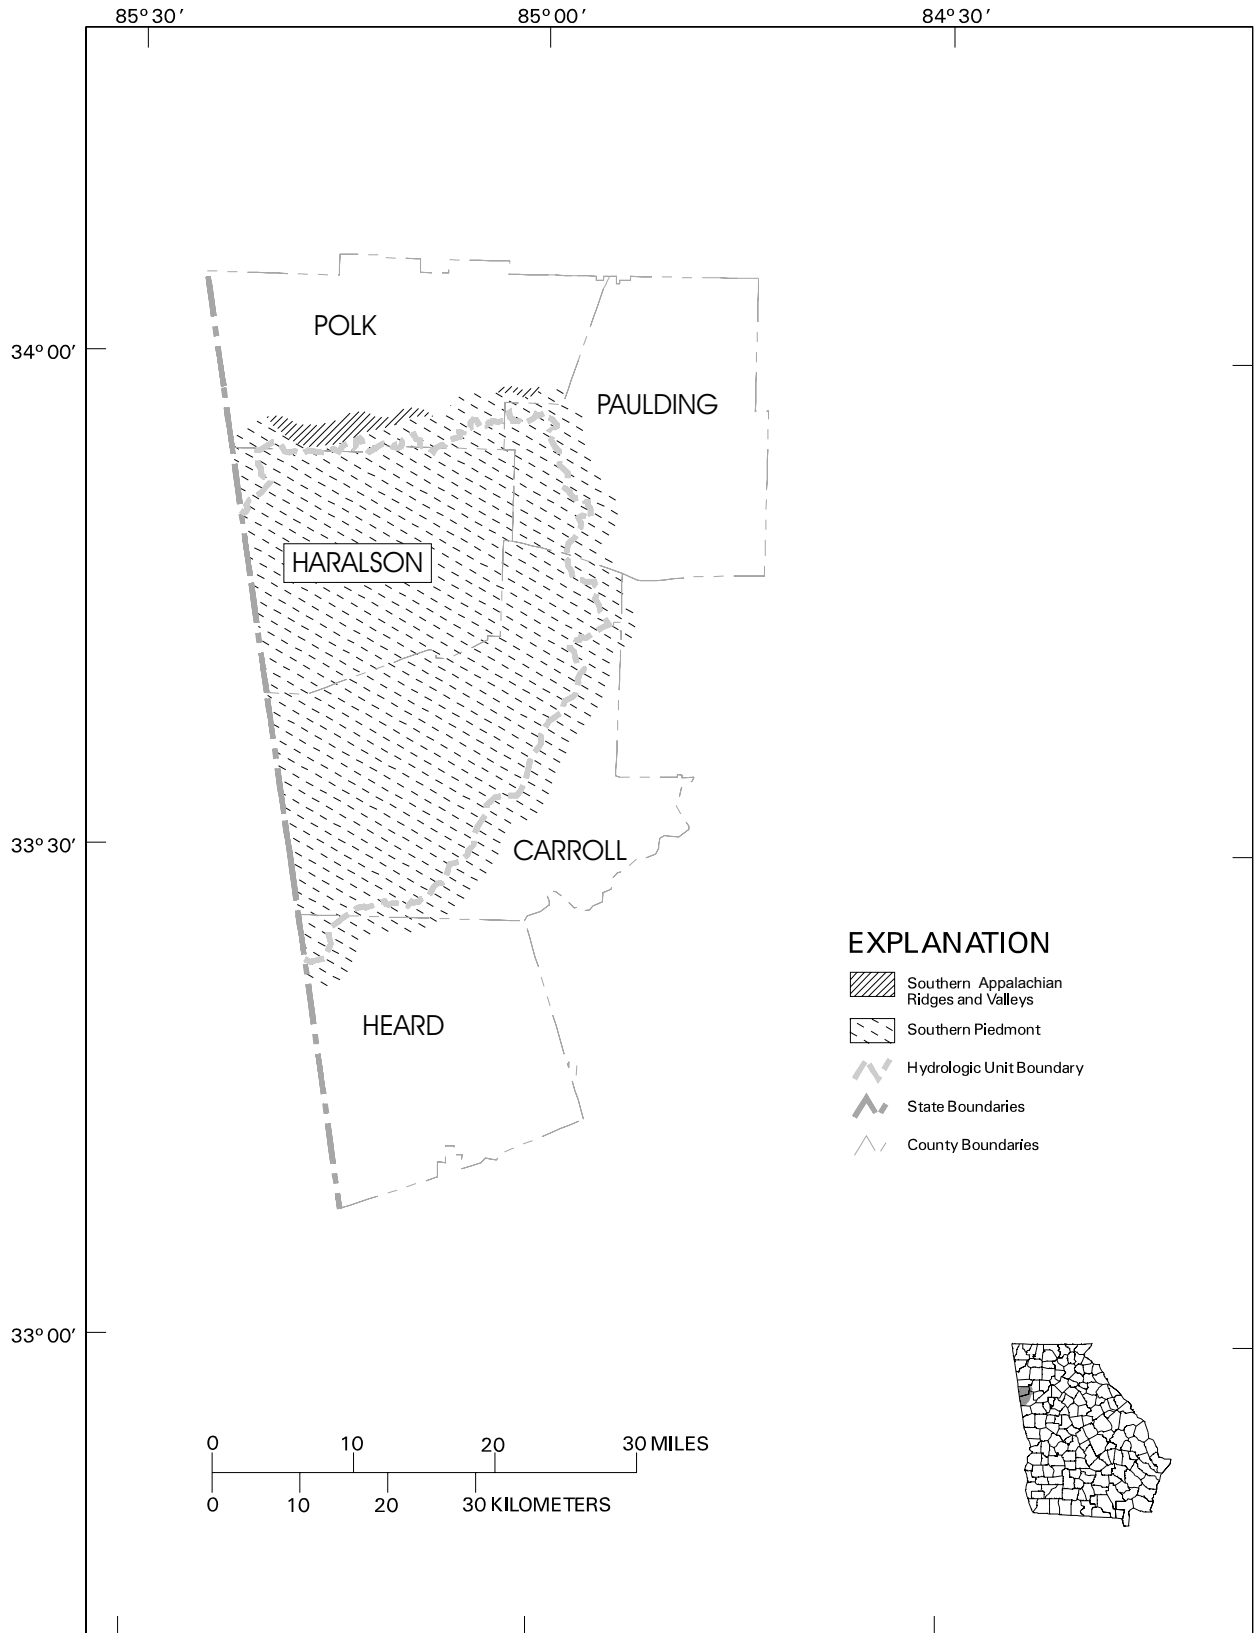 85° 30'
85° 00'
84° 30'
POLK
34° 00'
PAULDING
HARALSON
33° 30'
CARROLL
EXPLANATION
Southern Appalachian
Ridges and Valleys
Southern Piedmont
HEARD
Hydrologic Unit Boundary
State Boundaries
County Boundaries
33° 00'
0 10 20 30 MILES
0 10 20 30 KILOMETERS